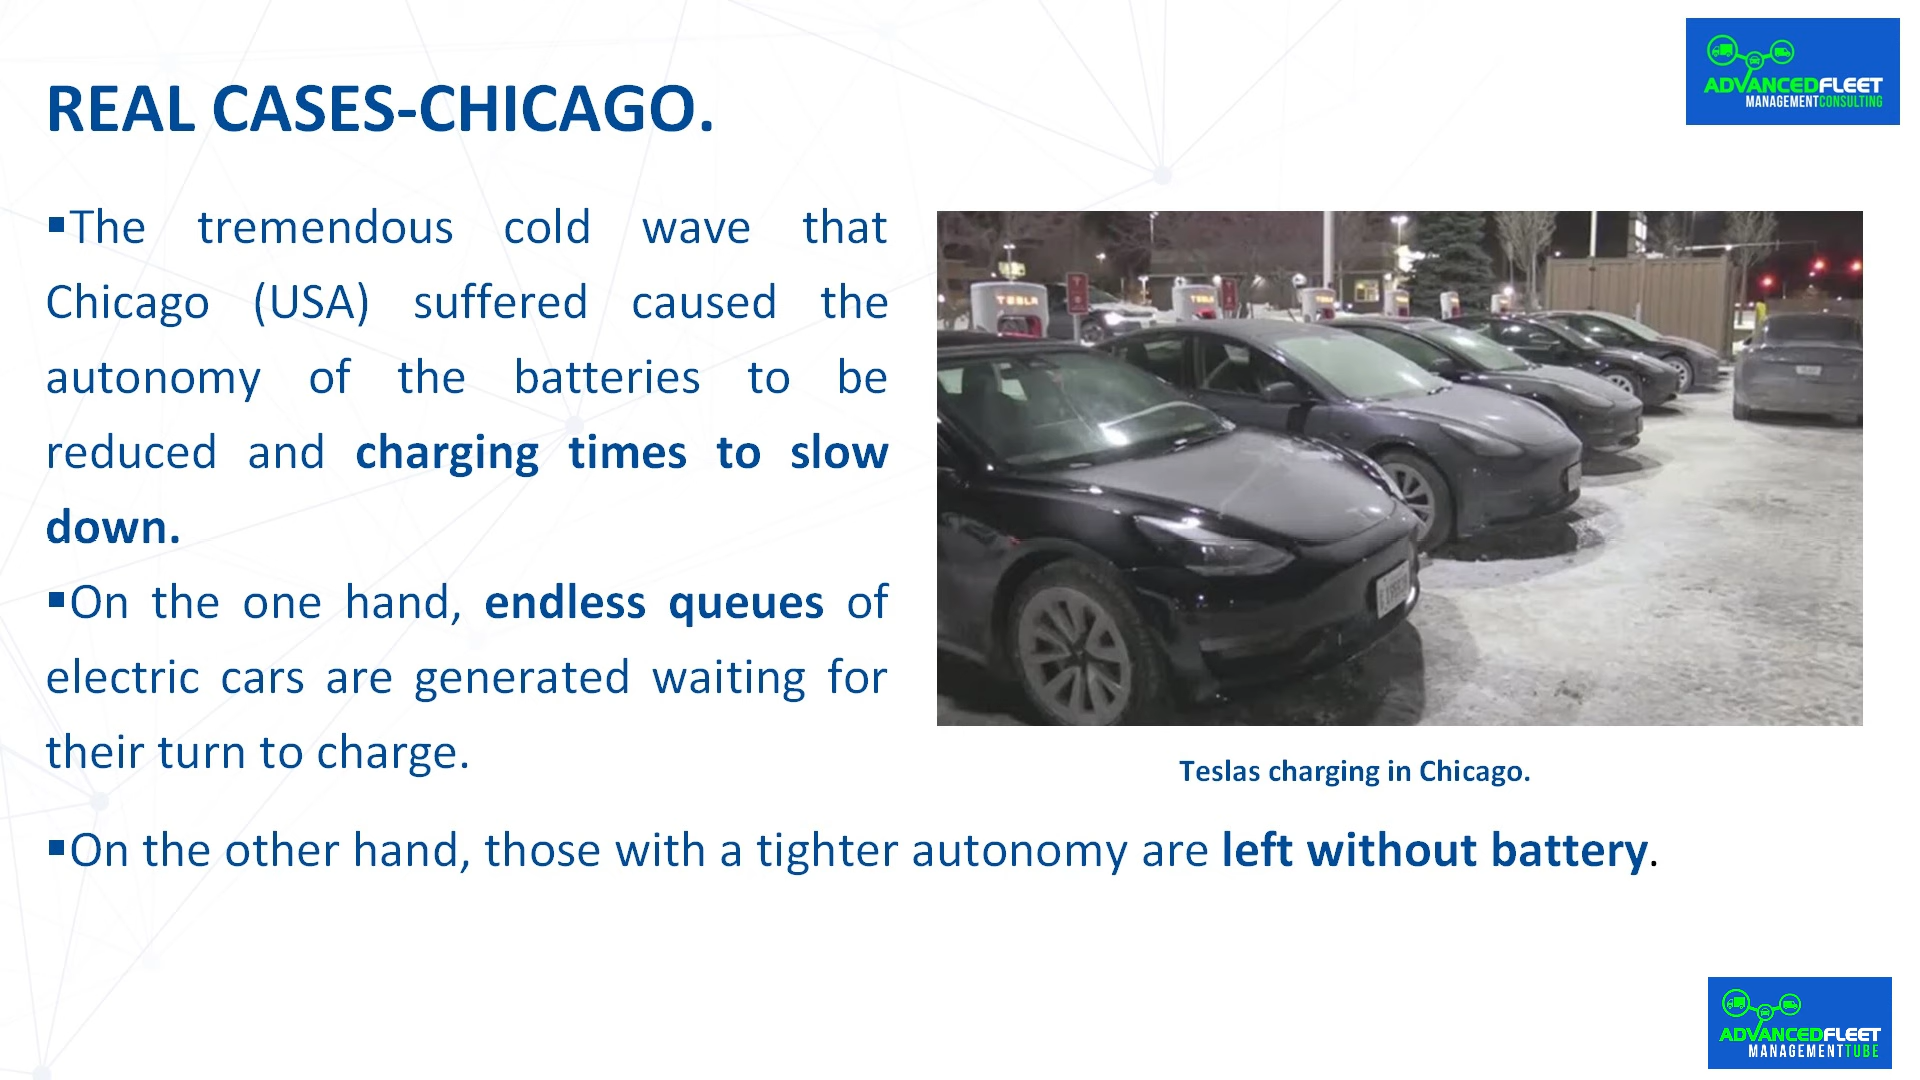 REAL CASES-CHICAGO.
ADVANCEDFLEET
MANAGEMENTCONSULTING
▪The tremendous cold wave that
Chicago (USA) suffered caused the
autonomy of the batteries to be
reduced and charging times to slow
down.
▪On the one hand, endless queues of
electric cars are generated waiting for
their turn to charge.
TESLA
TESLA
Teslas charging in Chicago.
▪On the other hand, those with a tighter autonomy are left without battery.
ADVANCEDFLEET
MANAGEMENTTUBE